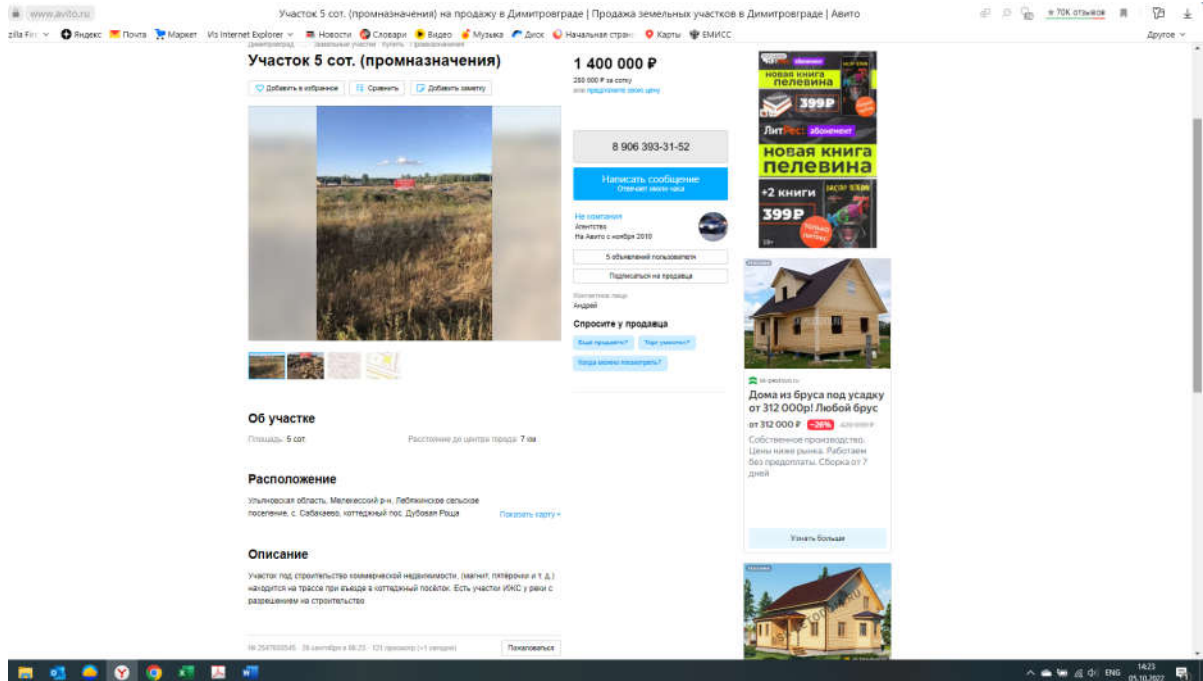 www.avito.ru
Участок 5 сот. (промназначения) на продажу в Димитровграде | Продажа земельных участков в Димитровграде | Авито
★ 70K отзывов
Яндекс Почта Маркет Из Internet Explorer Новости Словари Видео Музыка Диск Начальная стран Карты ЕМИСС Другое
Участок 5 сот. (промназначения)
Добавить в избранное Сравнить Добавить заметку
1 400 000 ₽
280 000 ₽ за сотку
или предложите свою цену
8 906 393-31-52
Написать сообщение
Отвечает около часа
Не компания
Агентство
На Авито с ноября 2010
5 объявлений пользователя
Подписаться на продавца
Контактное лицо
Андрей
Спросите у продавца
Ещё продаёте? Торг уместен?
Когда можно посмотреть?
Об участке
Площадь: 5 сот. Расстояние до центра города: 7 км
Расположение
Ульяновская область, Мелекесский р-н, Лебяжинское сельское
поселение, с. Сабакаево, коттеджный пос. Дубовая Роща
Показать карту
Описание
Участок под строительство коммерческой недвижимости, (магнит, пятёрочки и т. д.)
находится на трассе при въезде в коттеджный посёлок. Есть участки ИЖС у реки с
разрешением на строительство
Пожаловаться
новая книга
пелевина
399₽
ЛитРес: абонемент
новая книга
пелевина
+2 книги
399₽
ТОЛЬКО
18+
Дома из бруса под усадку
от 312 000р! Любой брус
от 312 000 ₽ −26%
Собственное производство.
Цены ниже рынка. Работаем
без предоплаты. Сборка от 7
дней
Узнать больше
ENG
14:23
05.10.2022